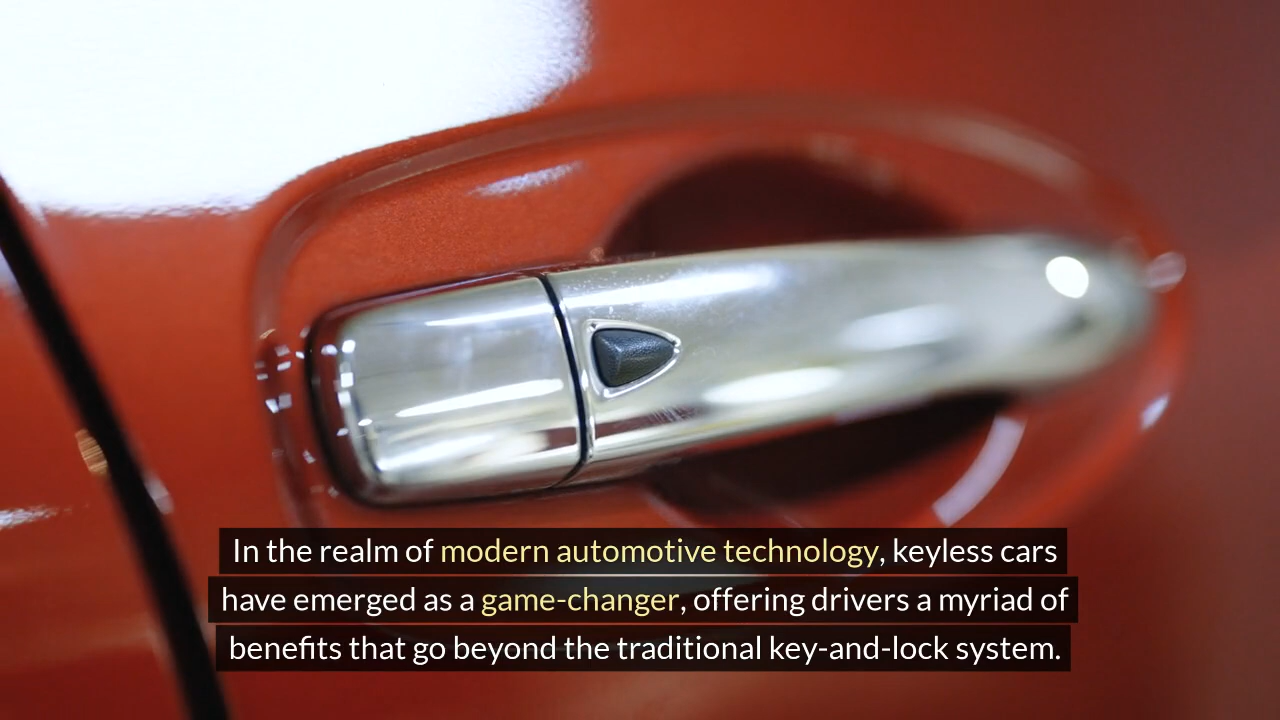 In the realm of modern automotive technology, keyless cars
have emerged as a game-changer, offering drivers a myriad of
benefits that go beyond the traditional key-and-lock system.